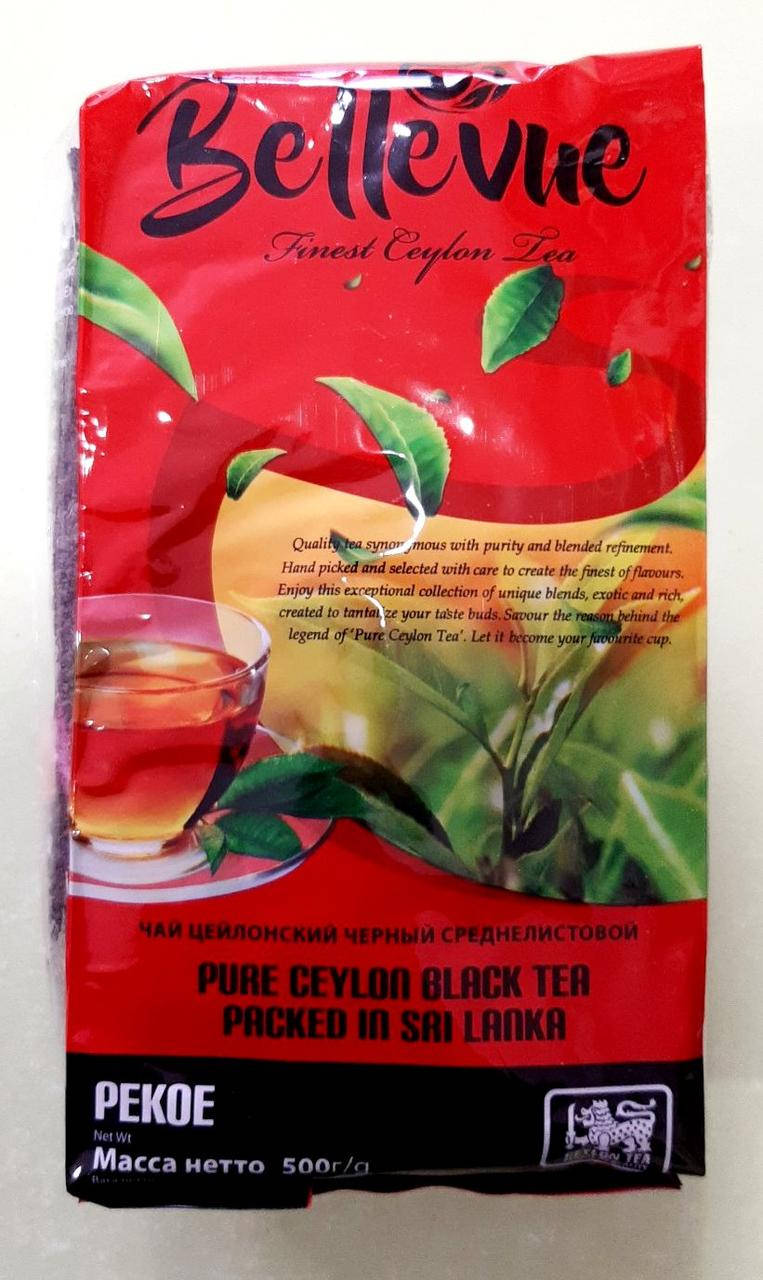 Bellevue
Finest Ceylon Tea
Quality tea synonymous with purity and blended refinement.
Hand picked and selected with care to create the finest of flavours.
Enjoy this exceptional collection of unique blends, exotic and rich,
created to tantalize your taste buds. Savour the reason behind the
legend of 'Pure Ceylon Tea'. Let it become your favourite cup.
ЧАЙ ЦЕЙЛОНСКИЙ ЧЕРНЫЙ СРЕДНЕЛИСТОВОЙ
PURE CEYLON BLACK TEA
PACKED IN SRI LANKA
PEKOE
Net Wt
Масса нетто 500г/g
CEYLON TEA